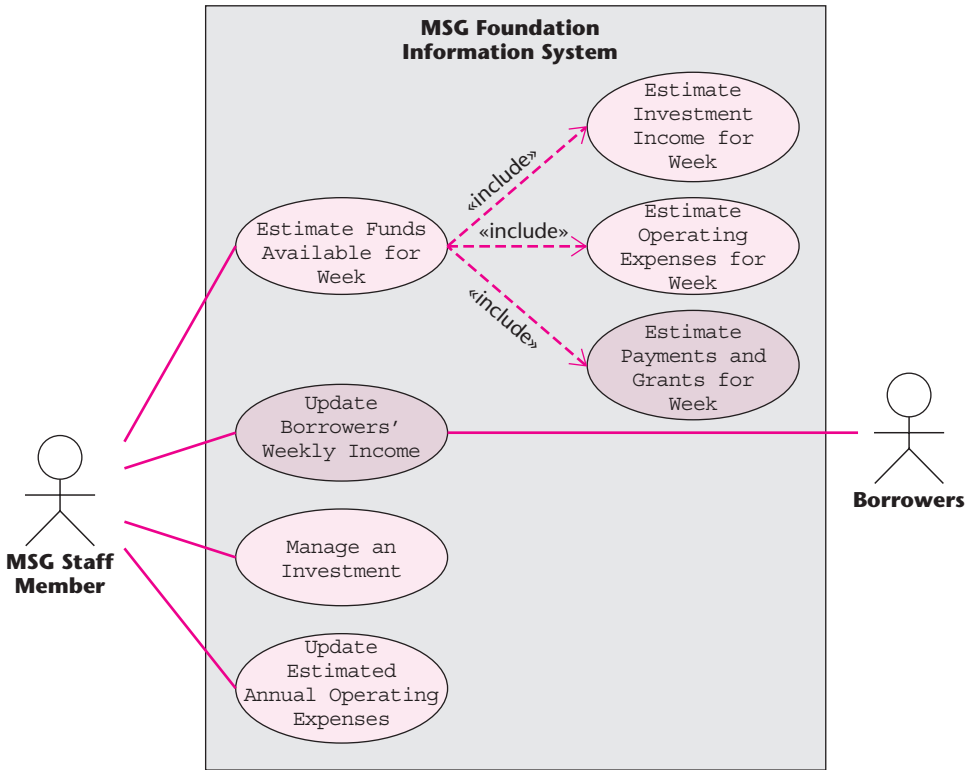 MSG Foundation
Information System
Estimate
Investment
Income for
Week
«include»
Estimate Funds
Available for
Week
«include»
Estimate
Operating
Expenses for
Week
«include»
Estimate
Payments and
Grants for
Week
Update
Borrowers’
Weekly Income
Borrowers
MSG Staff
Member
Manage an
Investment
Update
Estimated
Annual Operating
Expenses